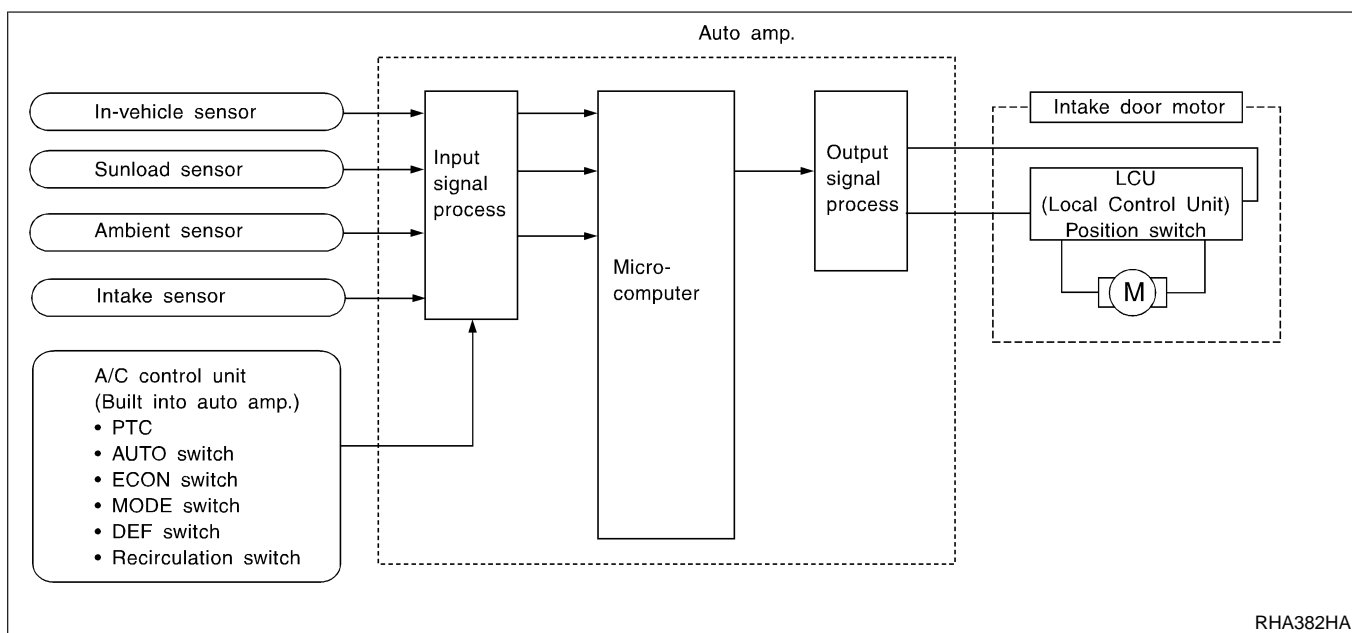 Auto amp.
In-vehicle sensor
Sunload sensor
Ambient sensor
Intake sensor
A/C control unit
(Built into auto amp.)
• PTC
• AUTO switch
• ECON switch
• MODE switch
• DEF switch
• Recirculation switch
Input
signal
process
Micro-
computer
Output
signal
process
Intake door motor
LCU
(Local Control Unit)
Position switch
M
RHA382HA